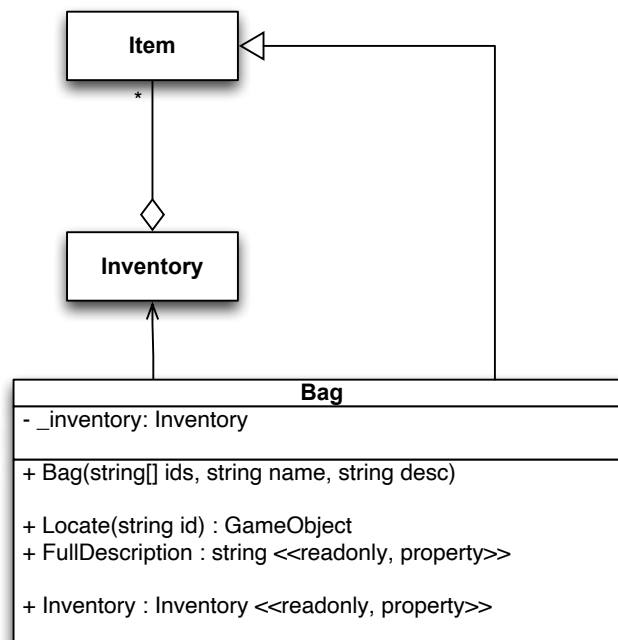 Item
*
Inventory
Bag
- _inventory: Inventory
+ Bag(string[] ids, string name, string desc)
+ Locate(string id) : GameObject
+ FullDescription : string <<readonly, property>>
+ Inventory : Inventory <<readonly, property>>